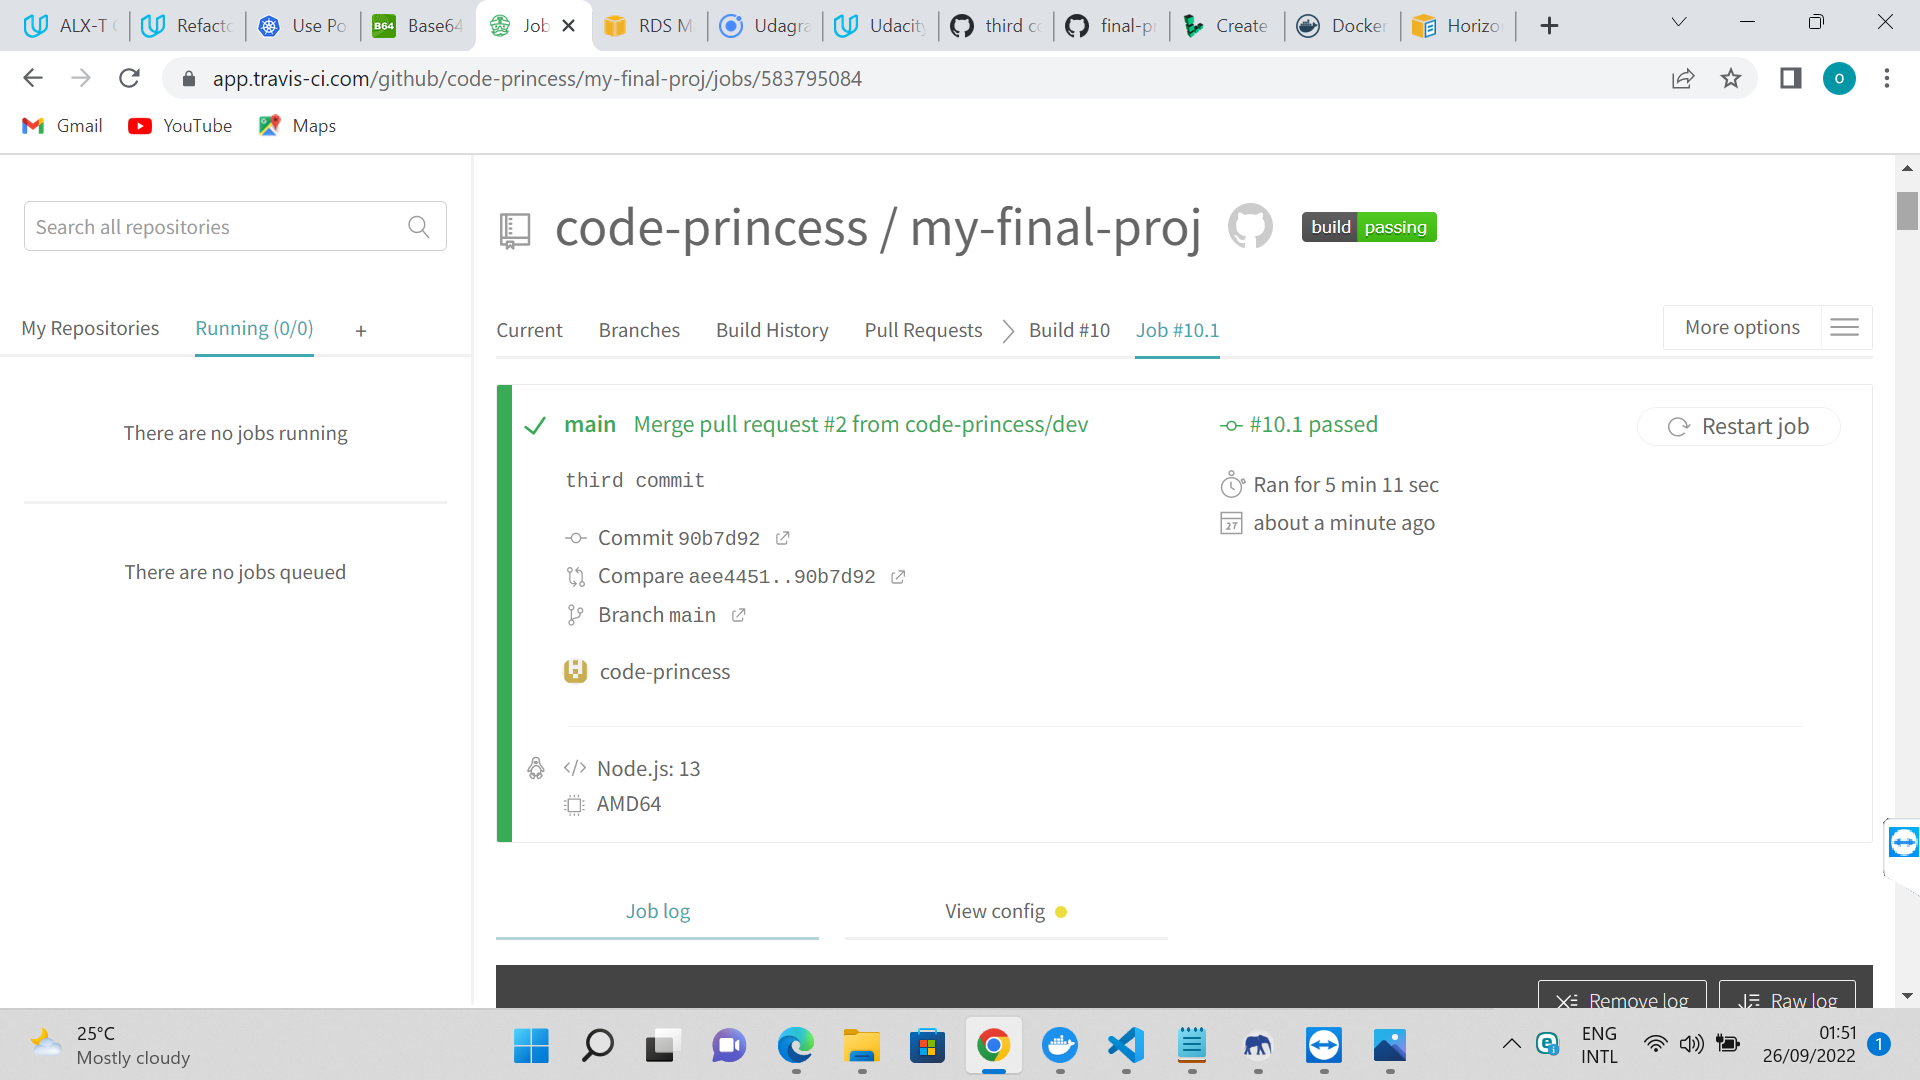 ALX-T
Refacto
Use Po
B64
Base64
Job
RDS M
Udagra
Udacity
third co
final-pr
Create
Docker
Horizo
app.travis-ci.com/github/code-princess/my-final-proj/jobs/583795084
o
Gmail
YouTube
Maps
Search all repositories
code-princess / my-final-proj
build passing
My Repositories
Running (0/0)
+
Current
Branches
Build History
Pull Requests
Build #10
Job #10.1
More options
There are no jobs running
There are no jobs queued
main Merge pull request #2 from code-princess/dev
#10.1 passed
Restart job
third commit
Ran for 5 min 11 sec
27
about a minute ago
Commit 90b7d92
Compare aee4451..90b7d92
Branch main
code-princess
Node.js: 13
AMD64
Job log
View config
Remove log
Raw log
25°C
Mostly cloudy
ENG
INTL
01:51
26/09/2022
1